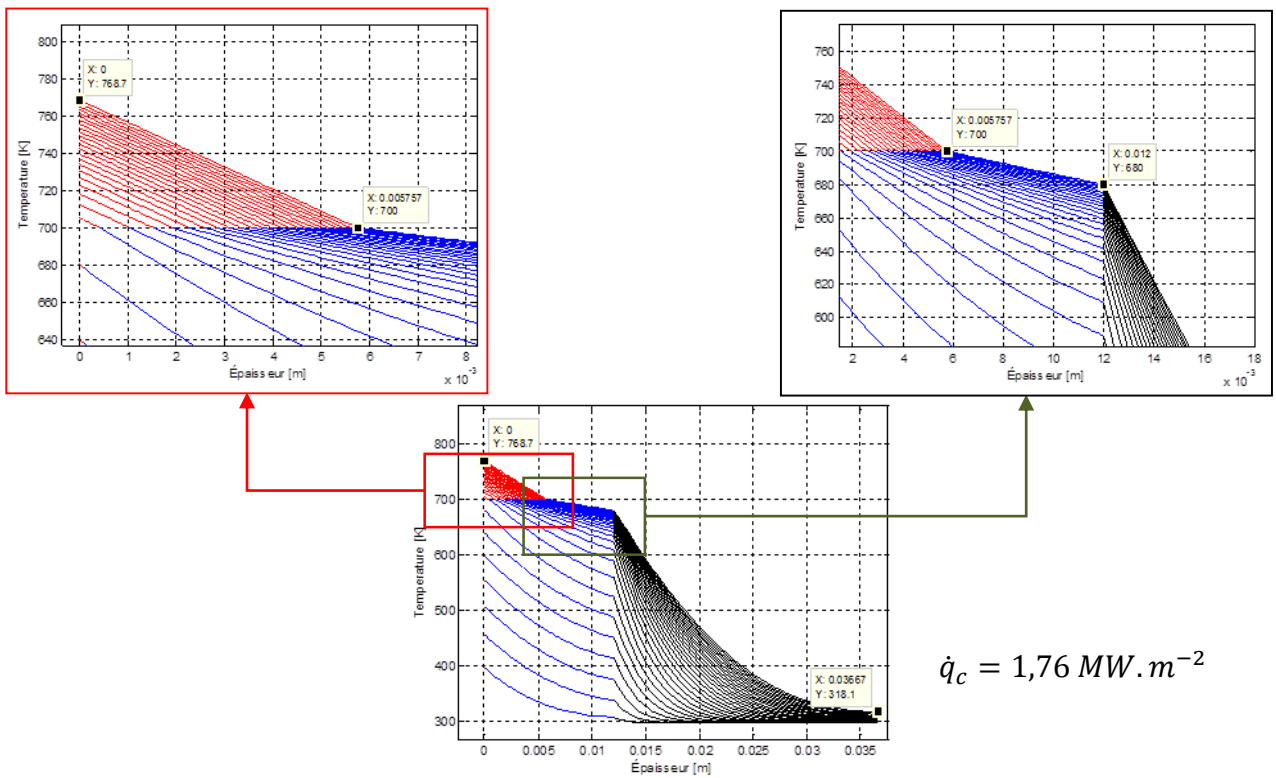 800
780
760
740
720
700
680
660
640
Temperature [K]
X: 0
Y: 768.7
X: 0.005757
Y: 700
0 1 2 3 4 5 6 7 8
Épaisseur [m]
x 10⁻³
760
740
720
700
680
660
640
620
600
Temperature [K]
X: 0.005757
Y: 700
X: 0.012
Y: 680
2 4 6 8 10 12 14 16 18
Épaisseur [m]
x 10⁻³
800
700
600
500
400
300
Temperature [K]
X: 0
Y: 768.7
X: 0.03667
Y: 318.1
0 0.005 0.01 0.015 0.02 0.025 0.03 0.035
Épaisseur [m]
q̇c = 1,76 MW.m⁻²